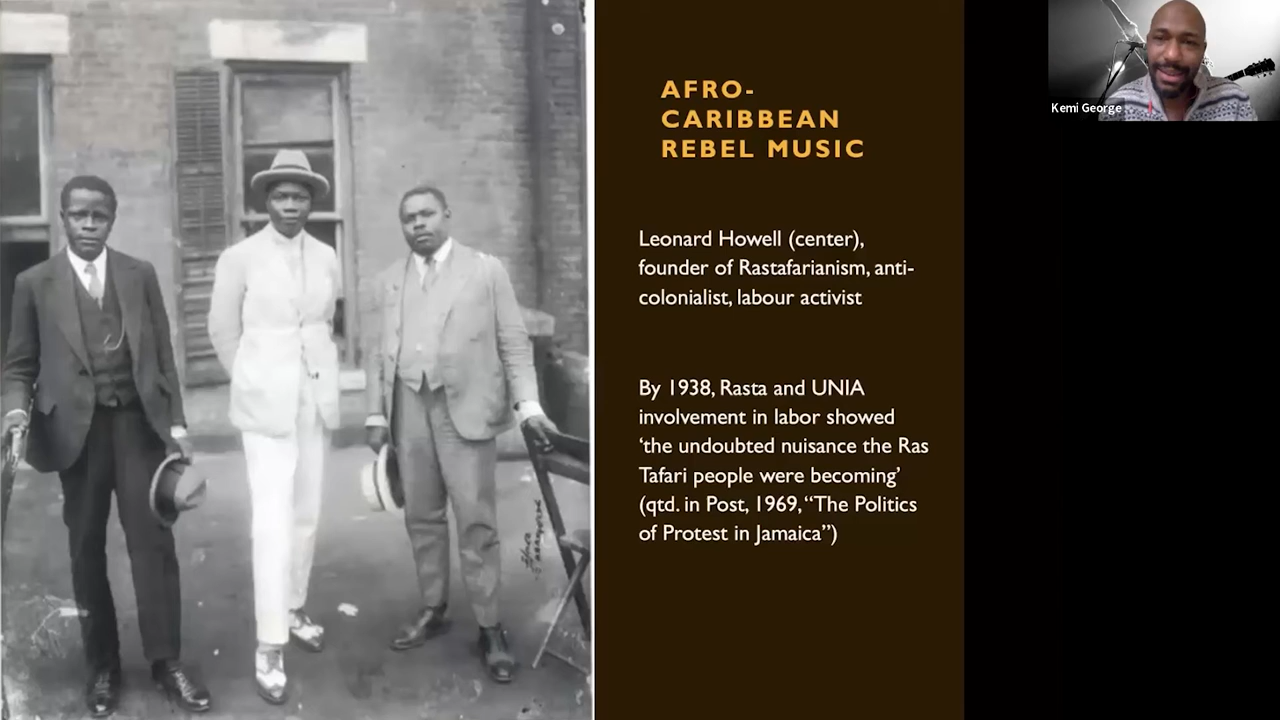 AFRO-
CARIBBEAN
REBEL MUSIC
Leonard Howell (center),
founder of Rastafarianism, anti-
colonialist, labour activist
By 1938, Rasta and UNIA
involvement in labor showed
‘the undoubted nuisance the Ras
Tafari people were becoming’
(qtd. in Post, 1969, “The Politics
of Protest in Jamaica”)
Kemi George